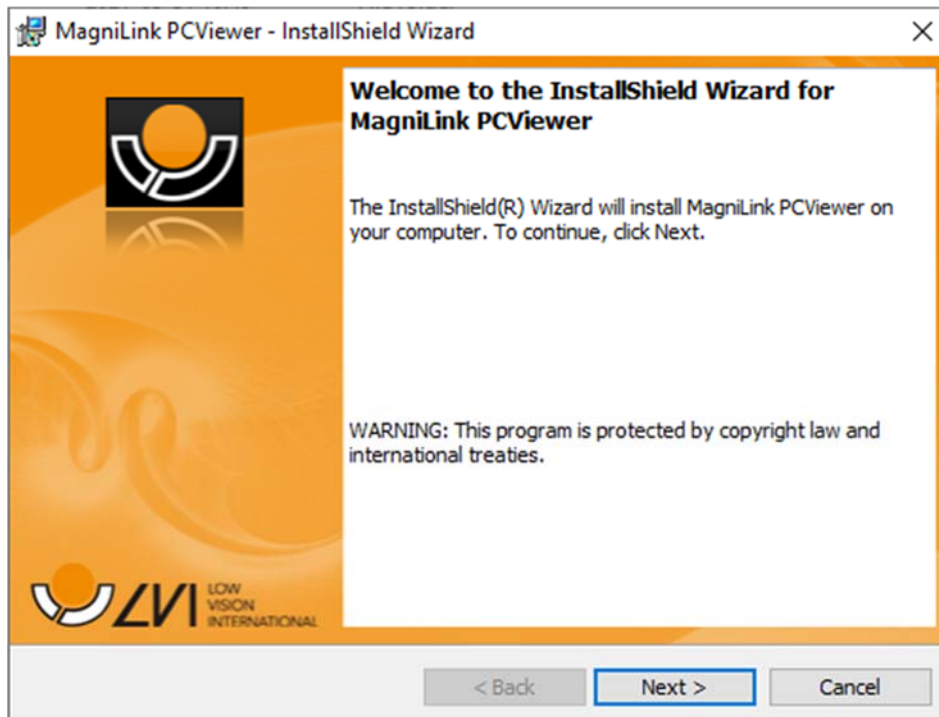 MagniLink PCViewer - InstallShield Wizard
Welcome to the InstallShield Wizard for
MagniLink PCViewer
The InstallShield(R) Wizard will install MagniLink PCViewer on
your computer. To continue, click Next.
WARNING: This program is protected by copyright law and
international treaties.
LVI
LOW
VISION
INTERNATIONAL
< Back
Next >
Cancel